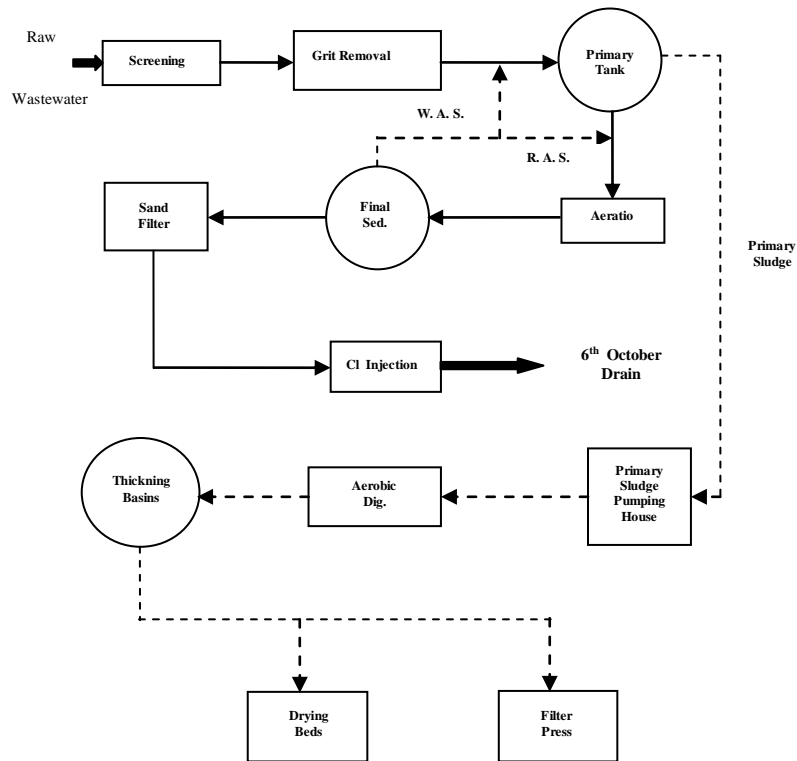 Raw
Wastewater
Screening
Grit Removal
Primary
Tank
W. A. S.
R. A. S.
Sand
Filter
Final
Sed.
Aeratio
Primary
Sludge
Cl Injection
6th October
Drain
Thickning
Basins
Aerobic
Dig.
Primary
Sludge
Pumping
House
Drying
Beds
Filter
Press